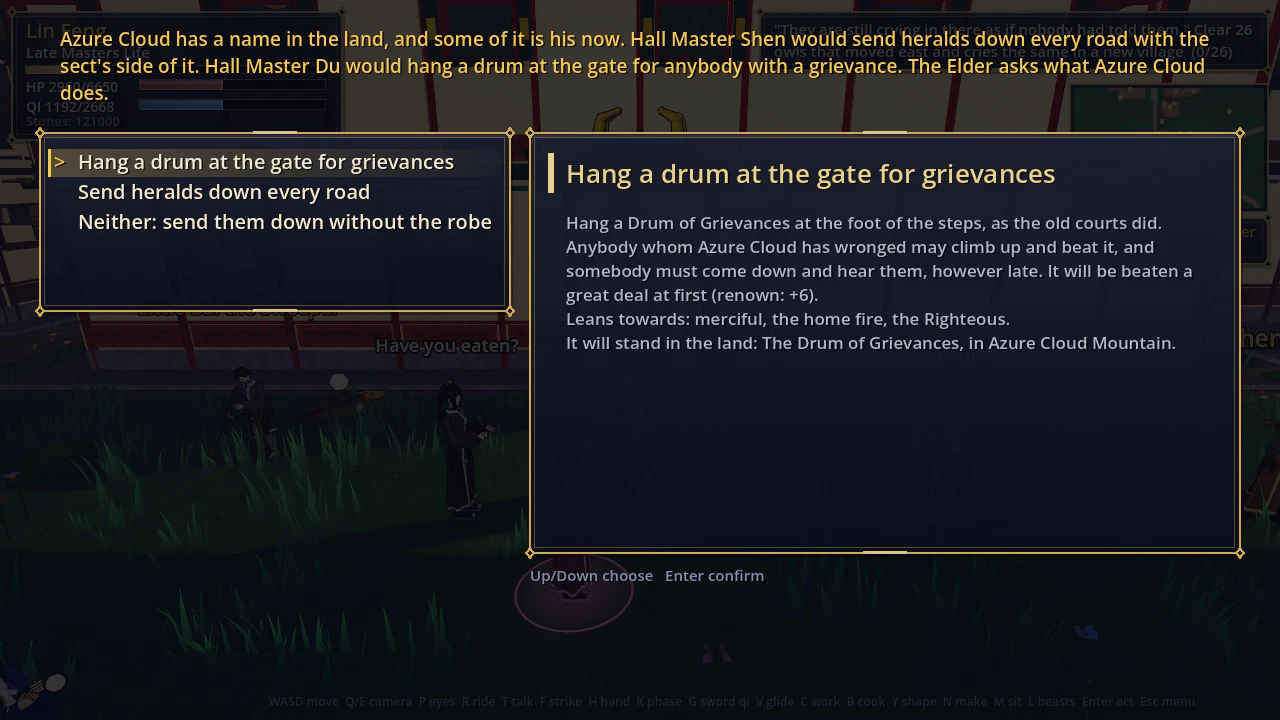 Lin Feng
Late Masters Life
HP 2950/6650
QI 1192/2668
Stones: 121000
"They are still crying in there as if nobody had told them." Clear 26
owls that moved east and cries the same in a new village (0/26)
Azure Cloud has a name in the land, and some of it is his now. Hall Master Shen would send heralds down every road with the
sect's side of it. Hall Master Du would hang a drum at the gate for anybody with a grievance. The Elder asks what Azure Cloud
does.
> Hang a drum at the gate for grievances
Send heralds down every road
Neither: send them down without the robe
Hang a drum at the gate for grievances
Hang a Drum of Grievances at the foot of the steps, as the old courts did.
Anybody whom Azure Cloud has wronged may climb up and beat it, and
somebody must come down and hear them, however late. It will be beaten a
great deal at first (renown: +6).
Leans towards: merciful, the home fire, the Righteous.
It will stand in the land: The Drum of Grievances, in Azure Cloud Mountain.
Have you eaten?
Up/Down choose Enter confirm
WASD move Q/E camera P eyes R ride T talk F strike H hand K phase G sword qi V glide C work B cook Y shape N make M sit L beasts Enter act Esc menu